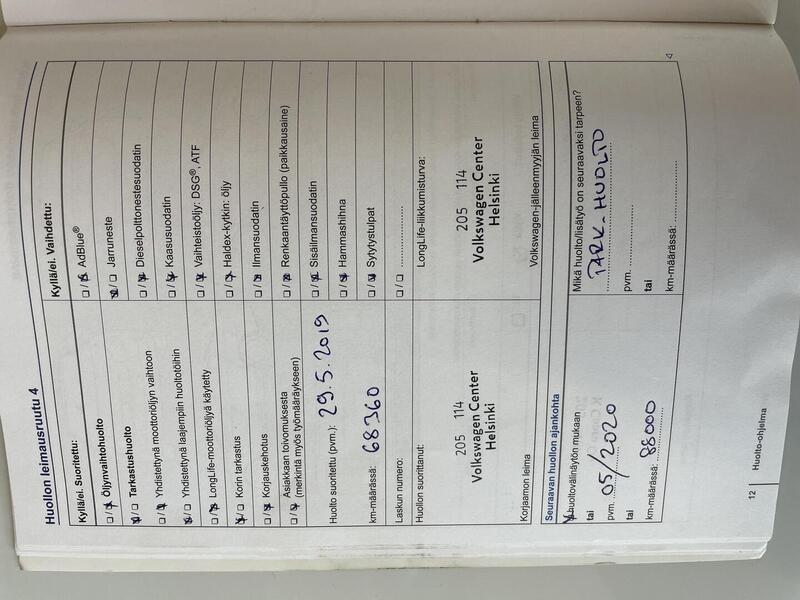 Huollon leimausruutu 4
Kyllä/ei. Suoritettu:
☐/☒ Öljynvaihtohuolto
☒/☐ Tarkastushuolto
☐/☒ Yhdistettynä moottoriöljyn vaihtoon
☒/☐ Yhdistettynä laajempiin huoltotöihin
☐/☒ LongLife-moottoriöljyä käytetty
☒/☐ Korin tarkastus
☐/☒ Korjauskehotus
Asiakkaan toivomuksesta
☐/☒ (merkintä myös työmääräykseen)
Huolto suoritettu (pvm.): 29.5.2019
km-määrässä: 68360
Laskun numero:
Huollon suorittanut:
205 114
Volkswagen Center
Helsinki
Korjaamon leima
Kyllä/ei. Vaihdettu:
☐/☒ AdBlue®
☒/☐ Jarruneste
☐/☒ Dieselpolttonestesuodatin
☐/☒ Kaasusuodatin
☐/☒ Vaihteistoöljy: DSG®, ATF
☐/☒ Haldex-kytkin: öljy
☐/☒ Ilmansuodatin
☐/☒ Renkaantäyttöpullo (paikkausaine)
☐/☒ Sisäilmansuodatin
☐/☒ Hammashihna
☐/☒ Sytytystulpat
☐/☐ ....................
LongLife-liikkumisturva:
205 114
Volkswagen Center
Helsinki
Volkswagen-jälleenmyyjän leima
Seuraavan huollon ajankohta
☒ huoltovälinäytön mukaan
tai
pvm. 05/2020
tai
km-määrässä: 88000
Mikä huolto/lisätyö on seuraavaksi tarpeen?
TARK-HUOLTO
pvm. ....................
tai
km-määrässä: ....................
12 | Huolto-ohjelma